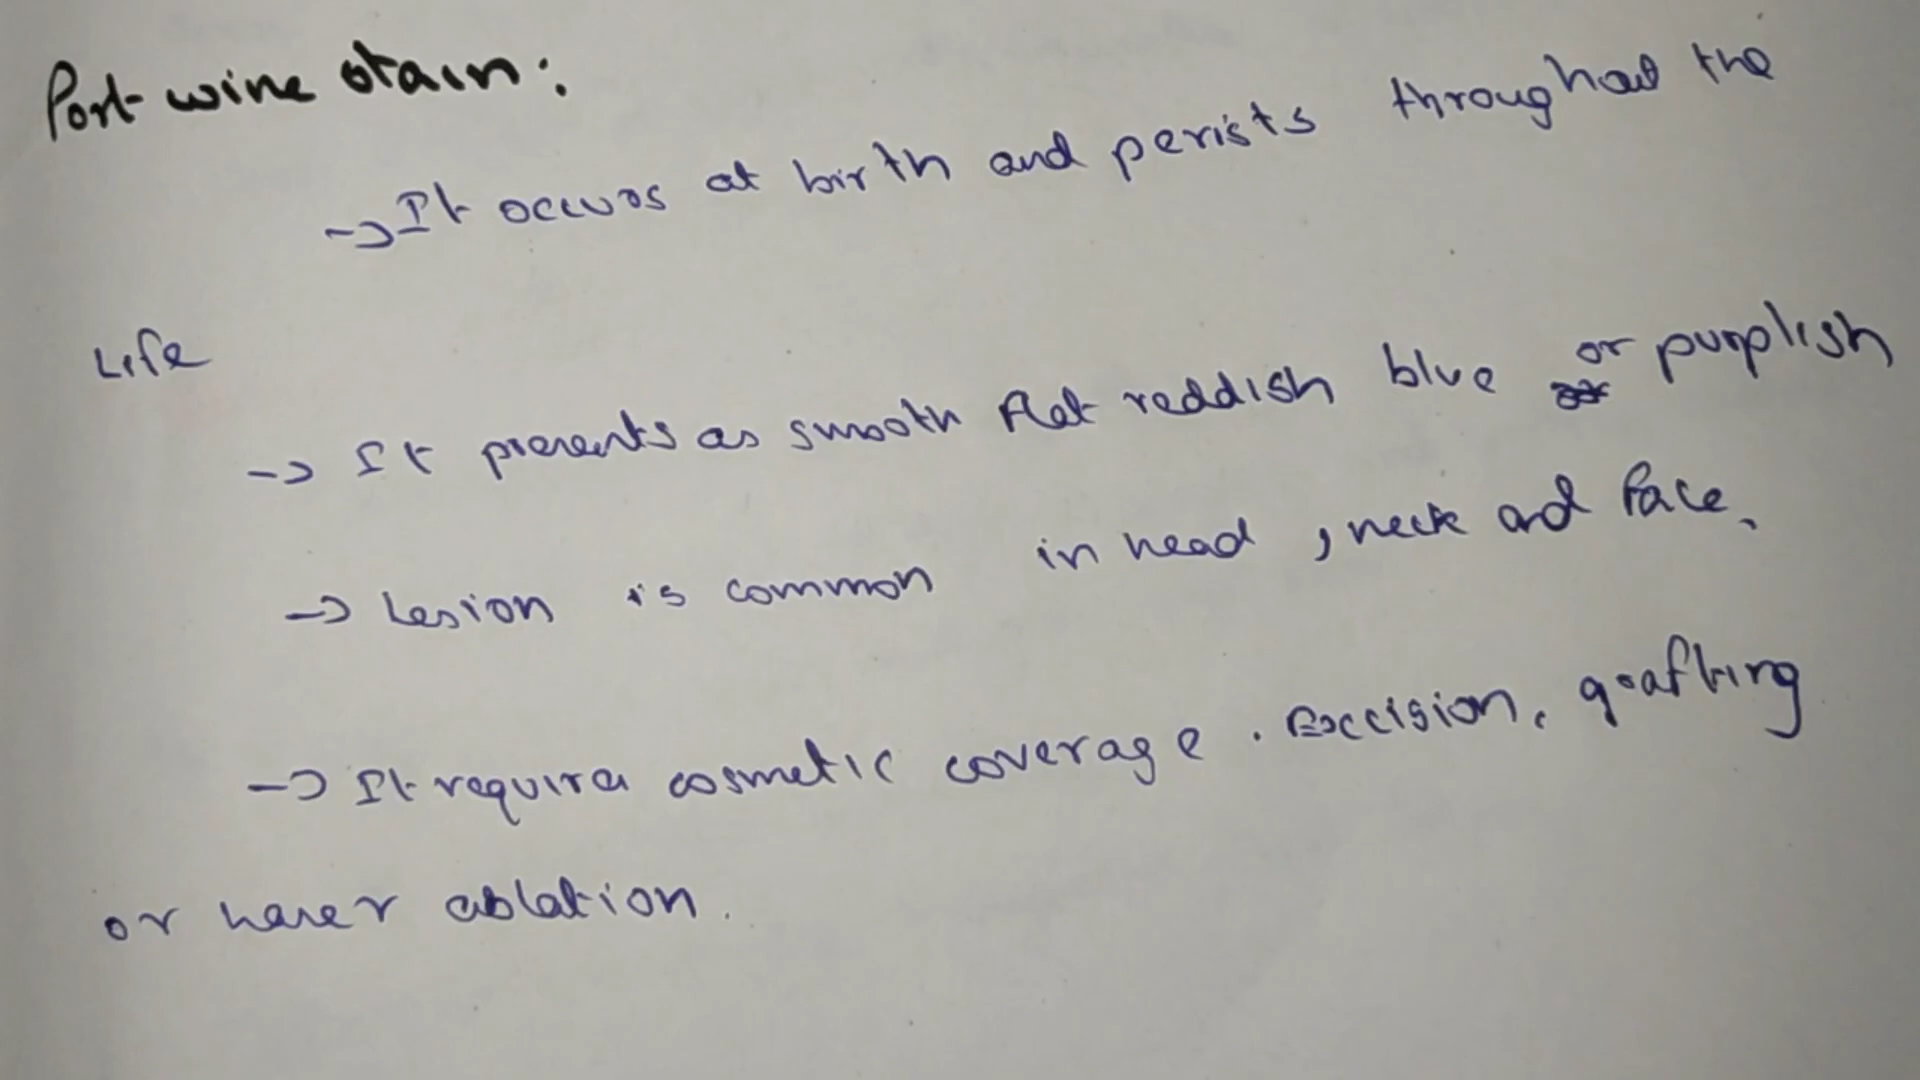 Port wine stain:
→ It occurs at birth and perists throughout the
Life
→ It presents as smooth flat reddish blue or purplish
→ Lesion is common in head, neck and face.
→ It requires cosmetic coverage. Excision, grafting
or laser ablation.